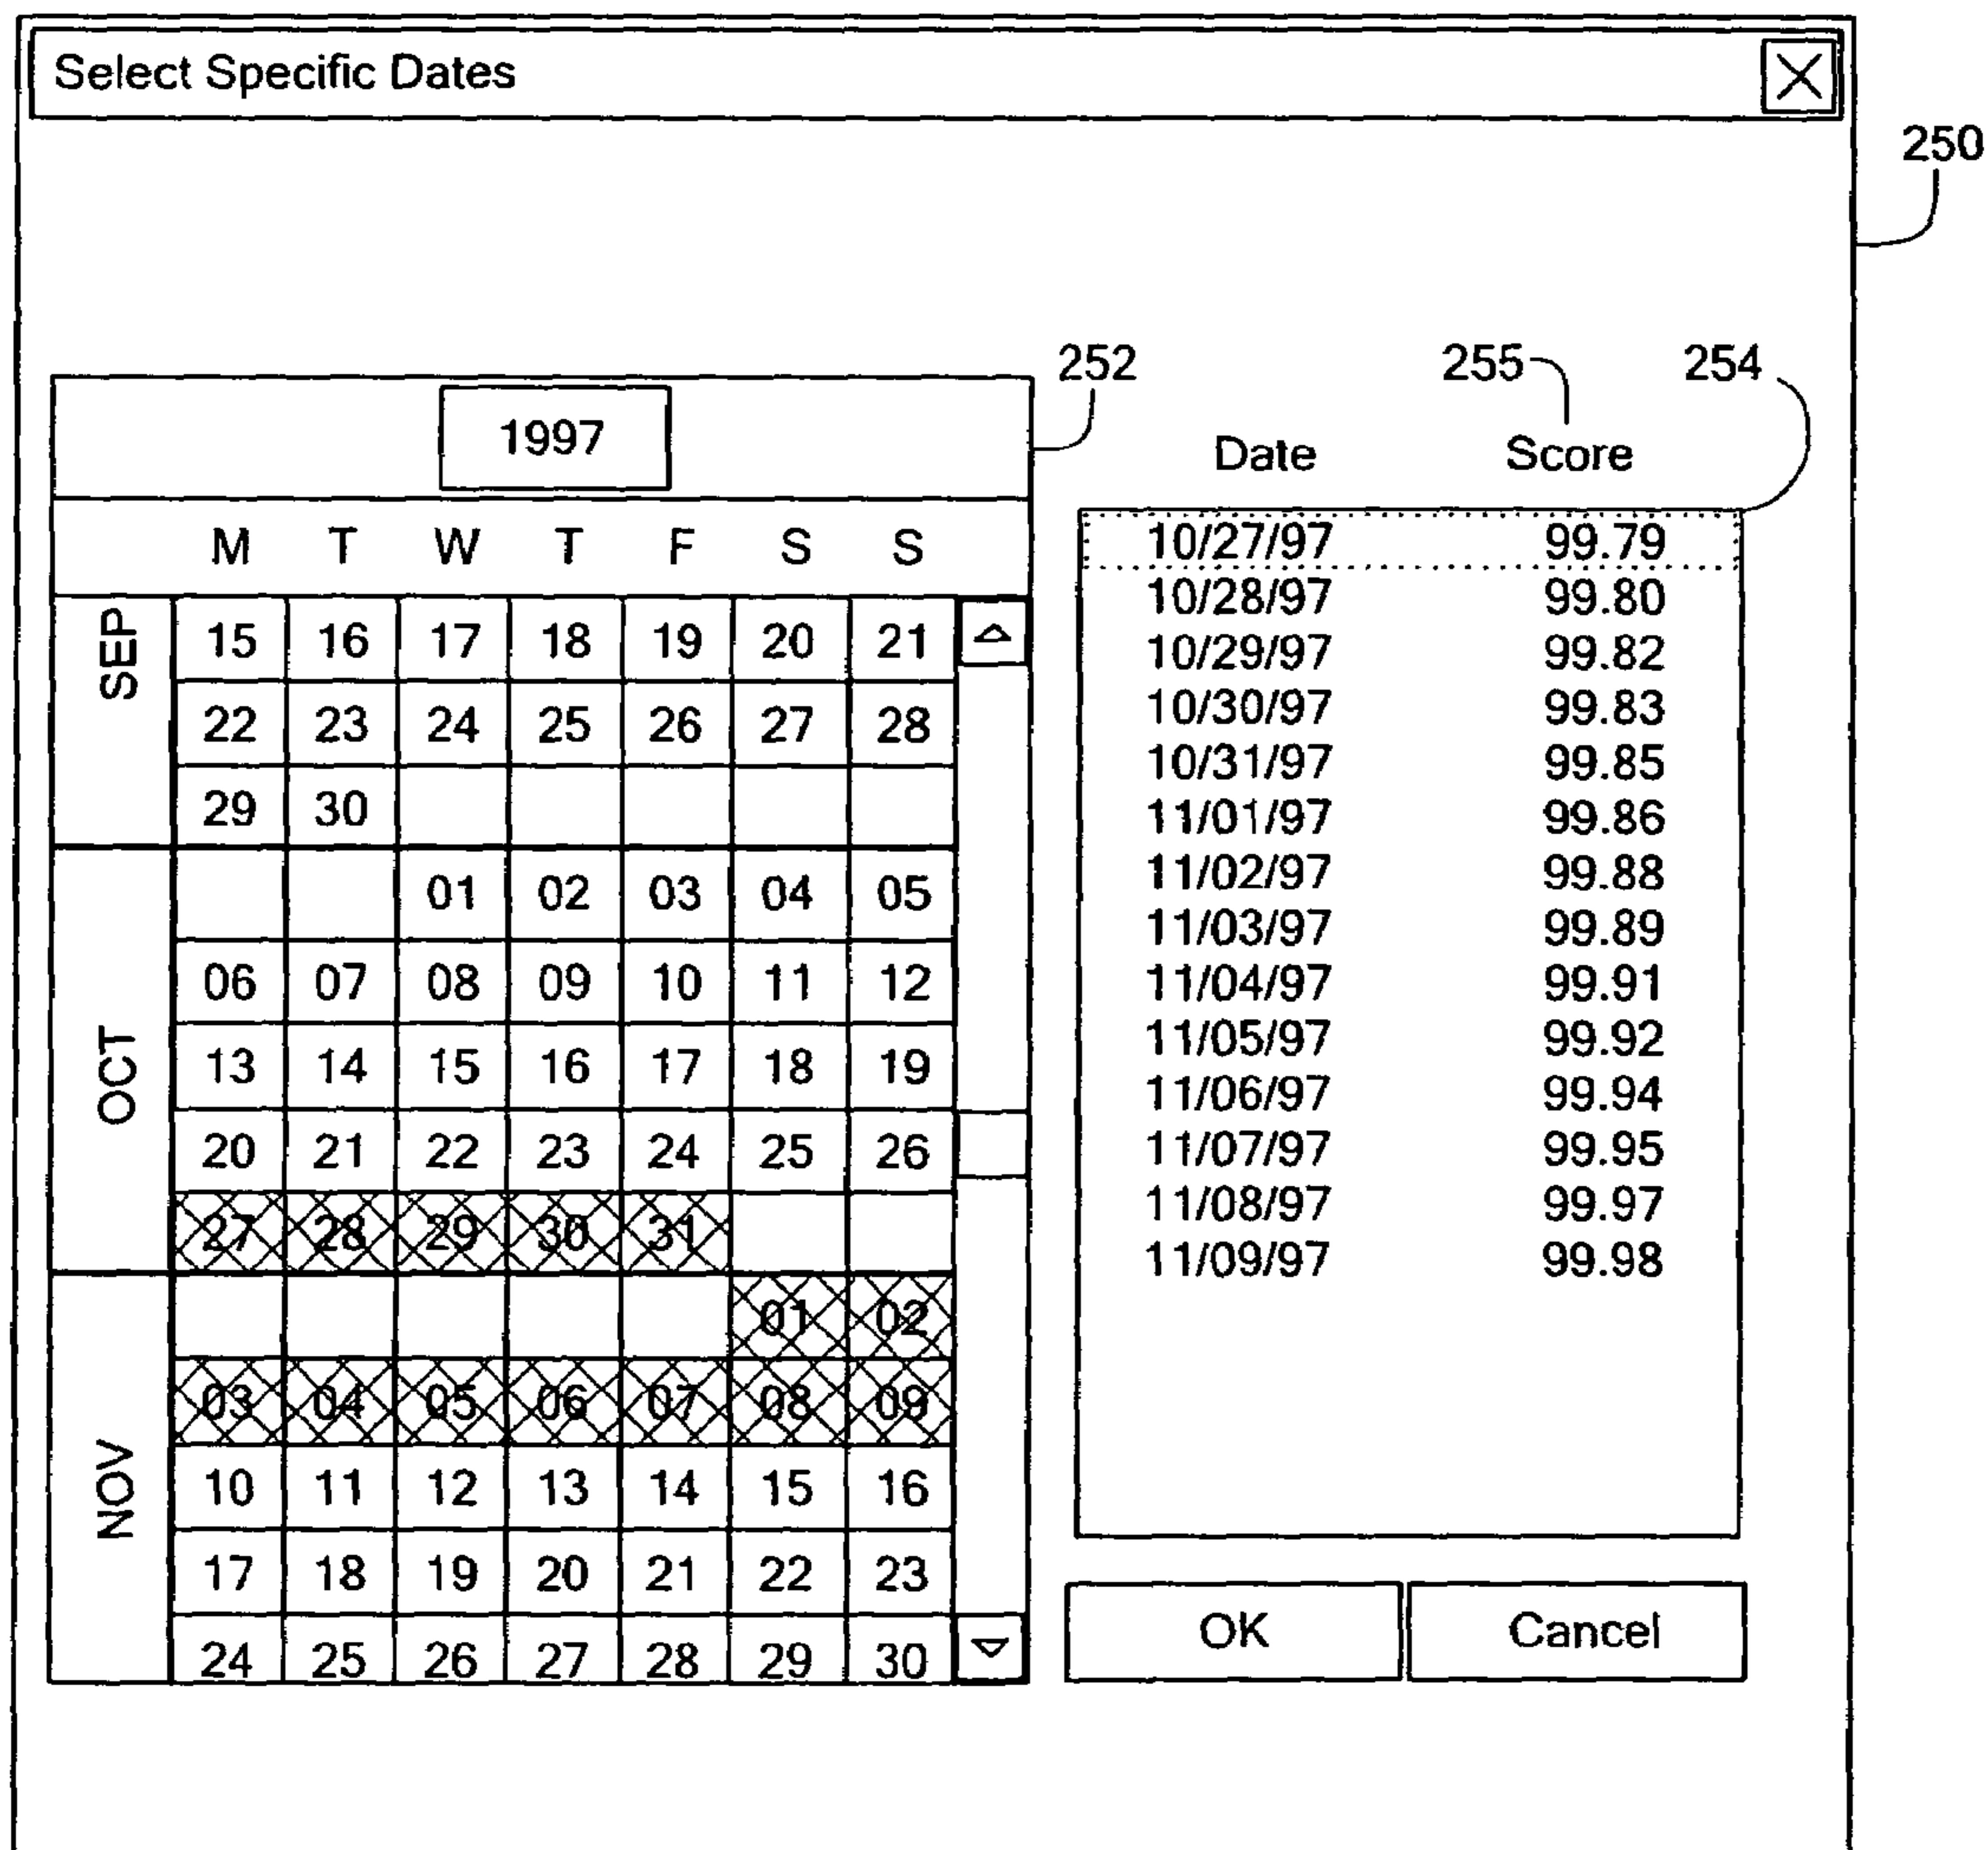 Select Specific Dates
250
252
255
254
1997
Date Score
M T W T F S S
SEP
15 16 17 18 19 20 21
22 23 24 25 26 27 28
29 30
OCT
01 02 03 04 05
06 07 08 09 10 11 12
13 14 15 16 17 18 19
20 21 22 23 24 25 26
27 28 29 30 31
NOV
01 02
03 04 05 06 07 08 09
10 11 12 13 14 15 16
17 18 19 20 21 22 23
24 25 26 27 28 29 30
10/27/97 99.79
10/28/97 99.80
10/29/97 99.82
10/30/97 99.83
10/31/97 99.85
11/01/97 99.86
11/02/97 99.88
11/03/97 99.89
11/04/97 99.91
11/05/97 99.92
11/06/97 99.94
11/07/97 99.95
11/08/97 99.97
11/09/97 99.98
OK Cancel